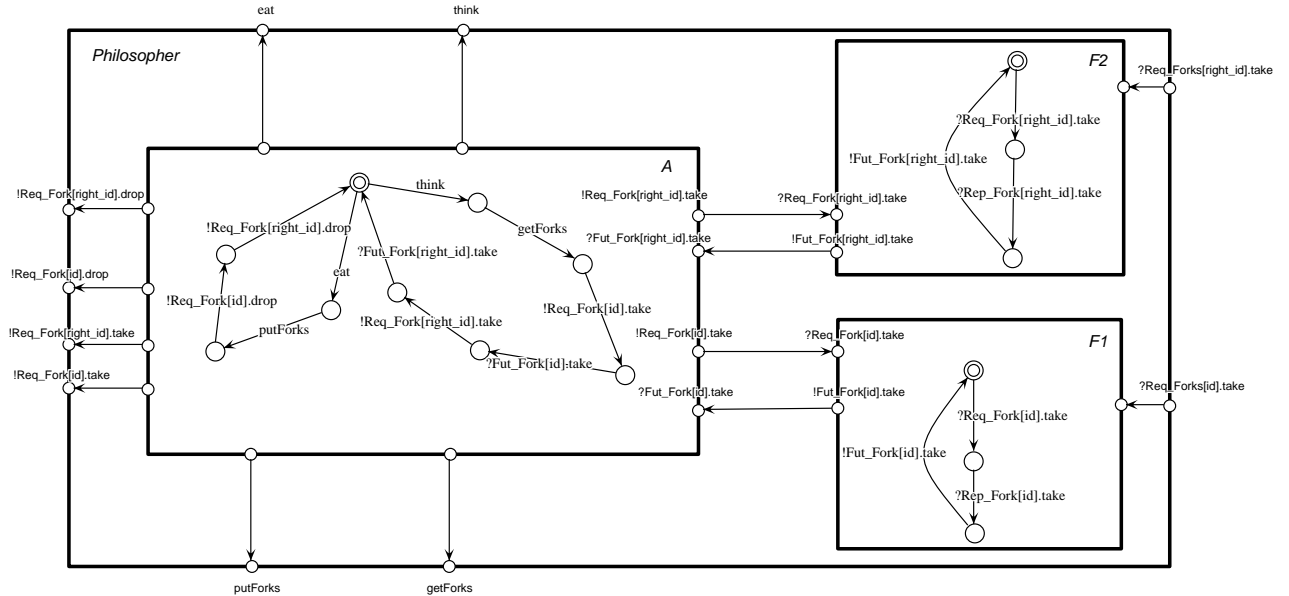 eat
think
Philosopher
F2
?Req_Forks[right_id].take
?Req_Fork[right_id].take
!Fut_Fork[right_id].take
?Rep_Fork[right_id].take
A
!Req_Fork[right_id].drop
!Req_Fork[id].drop
!Req_Fork[right_id].take
!Req_Fork[id].take
think
getForks
!Req_Fork[right_id].drop
?Fut_Fork[right_id].take
eat
!Req_Fork[id].drop
putForks
!Req_Fork[right_id].take
!Req_Fork[id].take
?Fut_Fork[id].take
!Req_Fork[right_id].take
?Req_Fork[right_id].take
?Fut_Fork[right_id].take
!Fut_Fork[right_id].take
!Req_Fork[id].take
?Req_Fork[id].take
?Fut_Fork[id].take
!Fut_Fork[id].take
F1
?Req_Forks[id].take
?Req_Fork[id].take
!Fut_Fork[id].take
?Rep_Fork[id].take
putForks
getForks